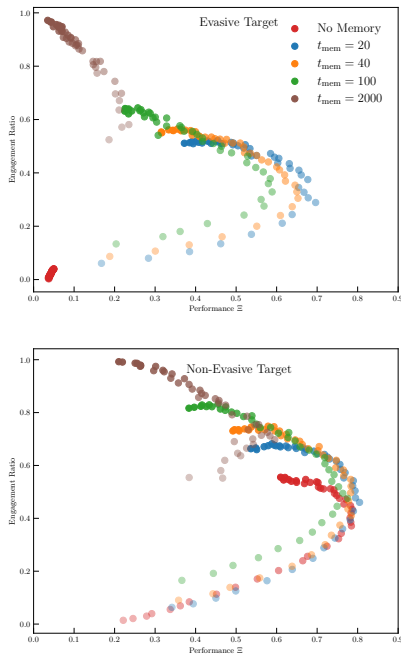 Evasive Target
No Memory
t_mem = 20
t_mem = 40
t_mem = 100
t_mem = 2000
1.0
0.8
0.6
0.4
0.2
0.0
Engagement Ratio
0.0 0.1 0.2 0.3 0.4 0.5 0.6 0.7 0.8 0.9
Performance Ξ
Non-Evasive Target
1.0
0.8
0.6
0.4
0.2
0.0
Engagement Ratio
0.0 0.1 0.2 0.3 0.4 0.5 0.6 0.7 0.8 0.9
Performance Ξ